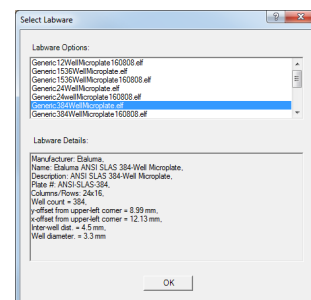 Select Labware
Labware Options:
Generic12WellMicroplate160808.elf
Generic1536WellMicroplate.elf
Generic1536WellMicroplate160808.elf
Generic24WellMicroplate.elf
Generic24wellMicroplate160808.elf
Generic384WellMicroplate.elf
Generic384WellMicroplate160808.elf
Labware Details:
Manufacturer: Etaluma,
Name: Etaluma ANSI SLAS 384-Well Microplate,
Description: ANSI SLAS 384-Well Microplate,
Plate #: ANSI-SLAS-384,
Columns/Rows: 24x16,
Well count = 384,
y-offset from upper-left corner = 8.99 mm,
x-offset from upper-left corner = 12.13 mm,
Inter-well dist. = 4.5 mm,
Well diameter. = 3.3 mm
OK